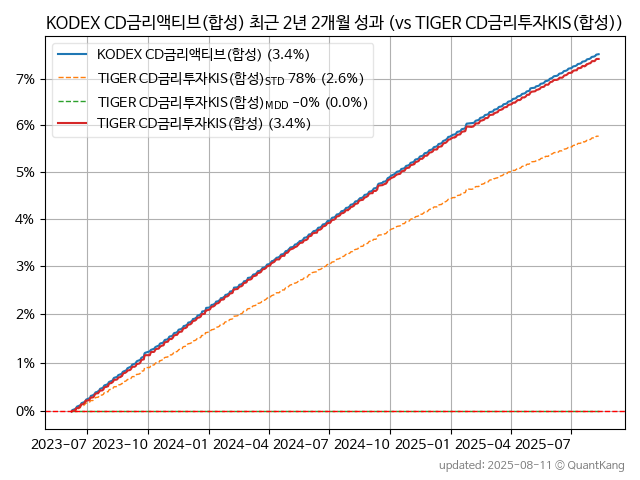 KODEX CD금리액티브(합성) 최근 2년 2개월 성과 (vs TIGER CD금리투자KIS(합성))
KODEX CD금리액티브(합성) (3.4%)
TIGER CD금리투자KIS(합성)STD 78% (2.6%)
TIGER CD금리투자KIS(합성)MDD -0% (0.0%)
TIGER CD금리투자KIS(합성) (3.4%)
7%
6%
5%
4%
3%
2%
1%
0%
2023-07 2023-10 2024-01 2024-04 2024-07 2024-10 2025-01 2025-04 2025-07
updated: 2025-08-11 © QuantKang